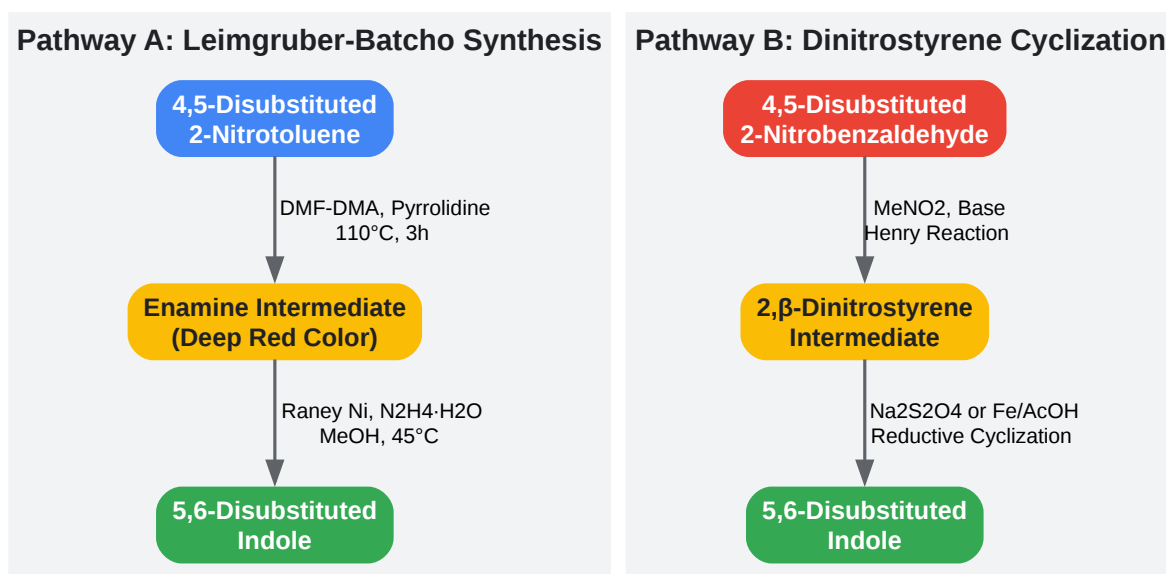 Pathway A: Leimgruber-Batcho Synthesis
4,5-Disubstituted
2-Nitrotoluene
DMF-DMA, Pyrrolidine
110°C, 3h
Enamine Intermediate
(Deep Red Color)
Raney Ni, N2H4·H2O
MeOH, 45°C
5,6-Disubstituted
Indole
Pathway B: Dinitrostyrene Cyclization
4,5-Disubstituted
2-Nitrobenzaldehyde
MeNO2, Base
Henry Reaction
2,β-Dinitrostyrene
Intermediate
Na2S2O4 or Fe/AcOH
Reductive Cyclization
5,6-Disubstituted
Indole